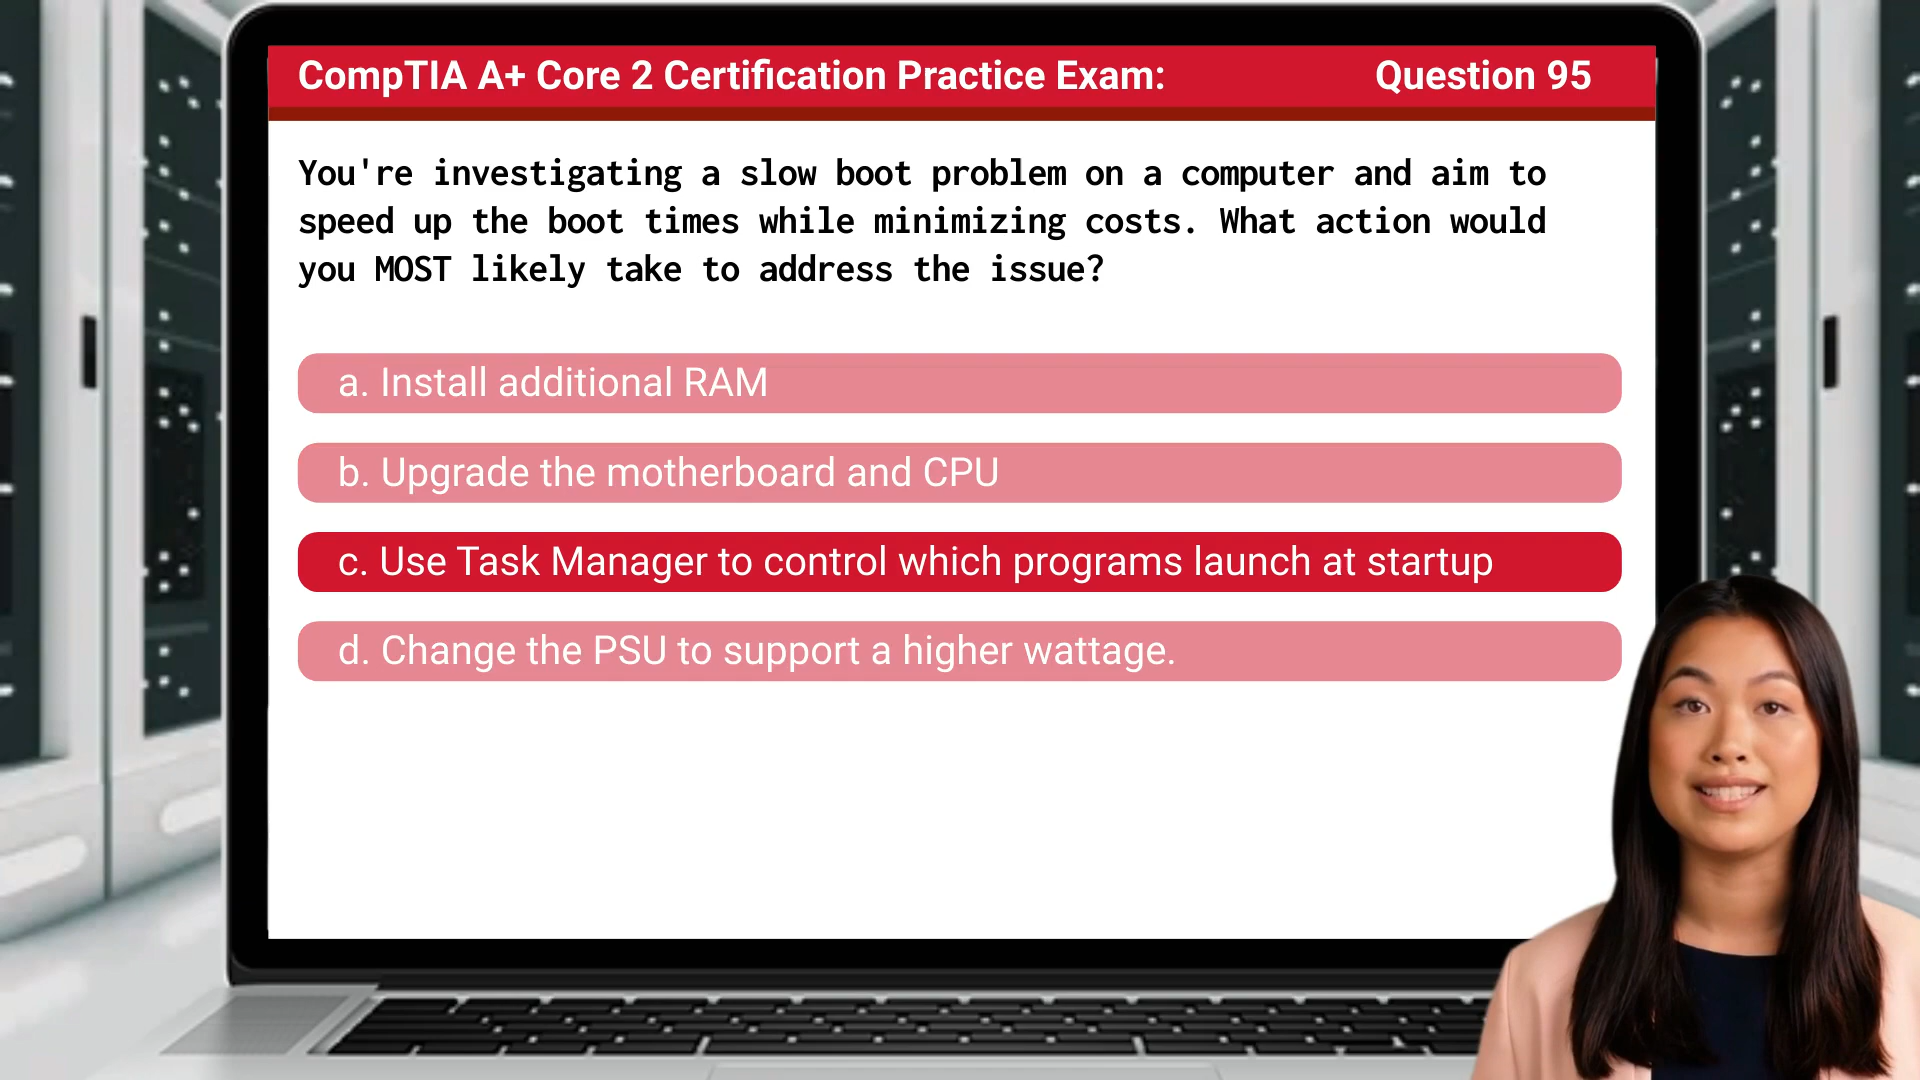 CompTIA A+ Core 2 Certification Practice Exam: Question 95
You're investigating a slow boot problem on a computer and aim to
speed up the boot times while minimizing costs. What action would
you MOST likely take to address the issue?
a. Install additional RAM
b. Upgrade the motherboard and CPU
c. Use Task Manager to control which programs launch at startup
d. Change the PSU to support a higher wattage.